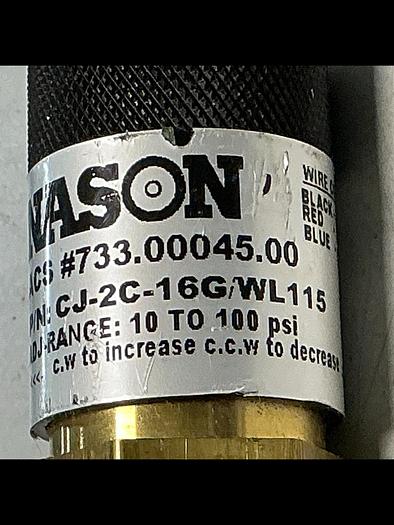 NASON
ACS #733.00045.00
P/N: CJ-2C-16G/WL115
ADJ-RANGE: 10 TO 100 psi
<<< c.w to increase c.c.w to decrease
WIRE
BLACK
RED
BLUE